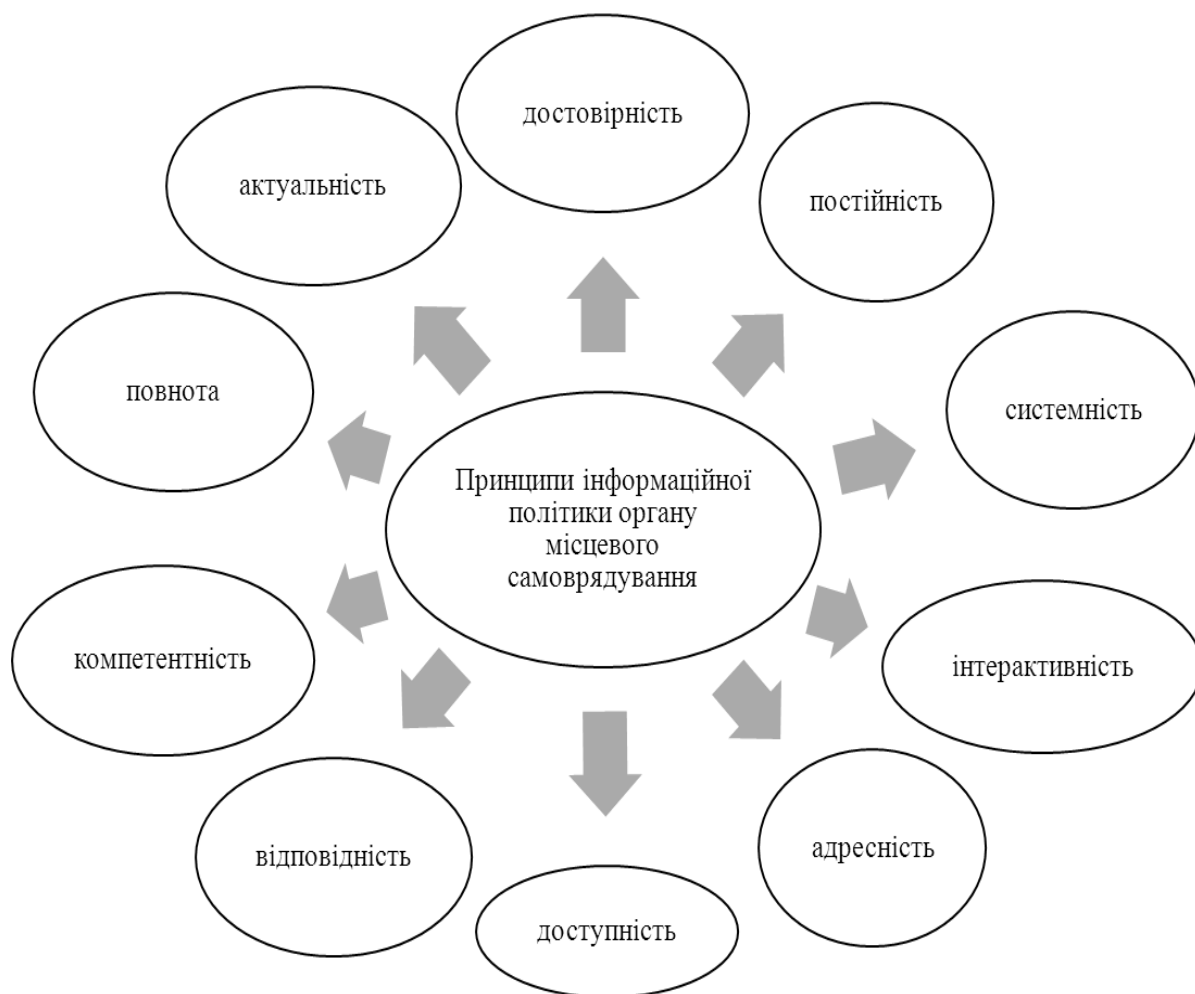 достовірність
актуальність
постійність
повнота
системність
Принципи інформаційної
політики органу
місцевого
самоврядування
компетентність
інтерактивність
відповідність
адресність
доступність